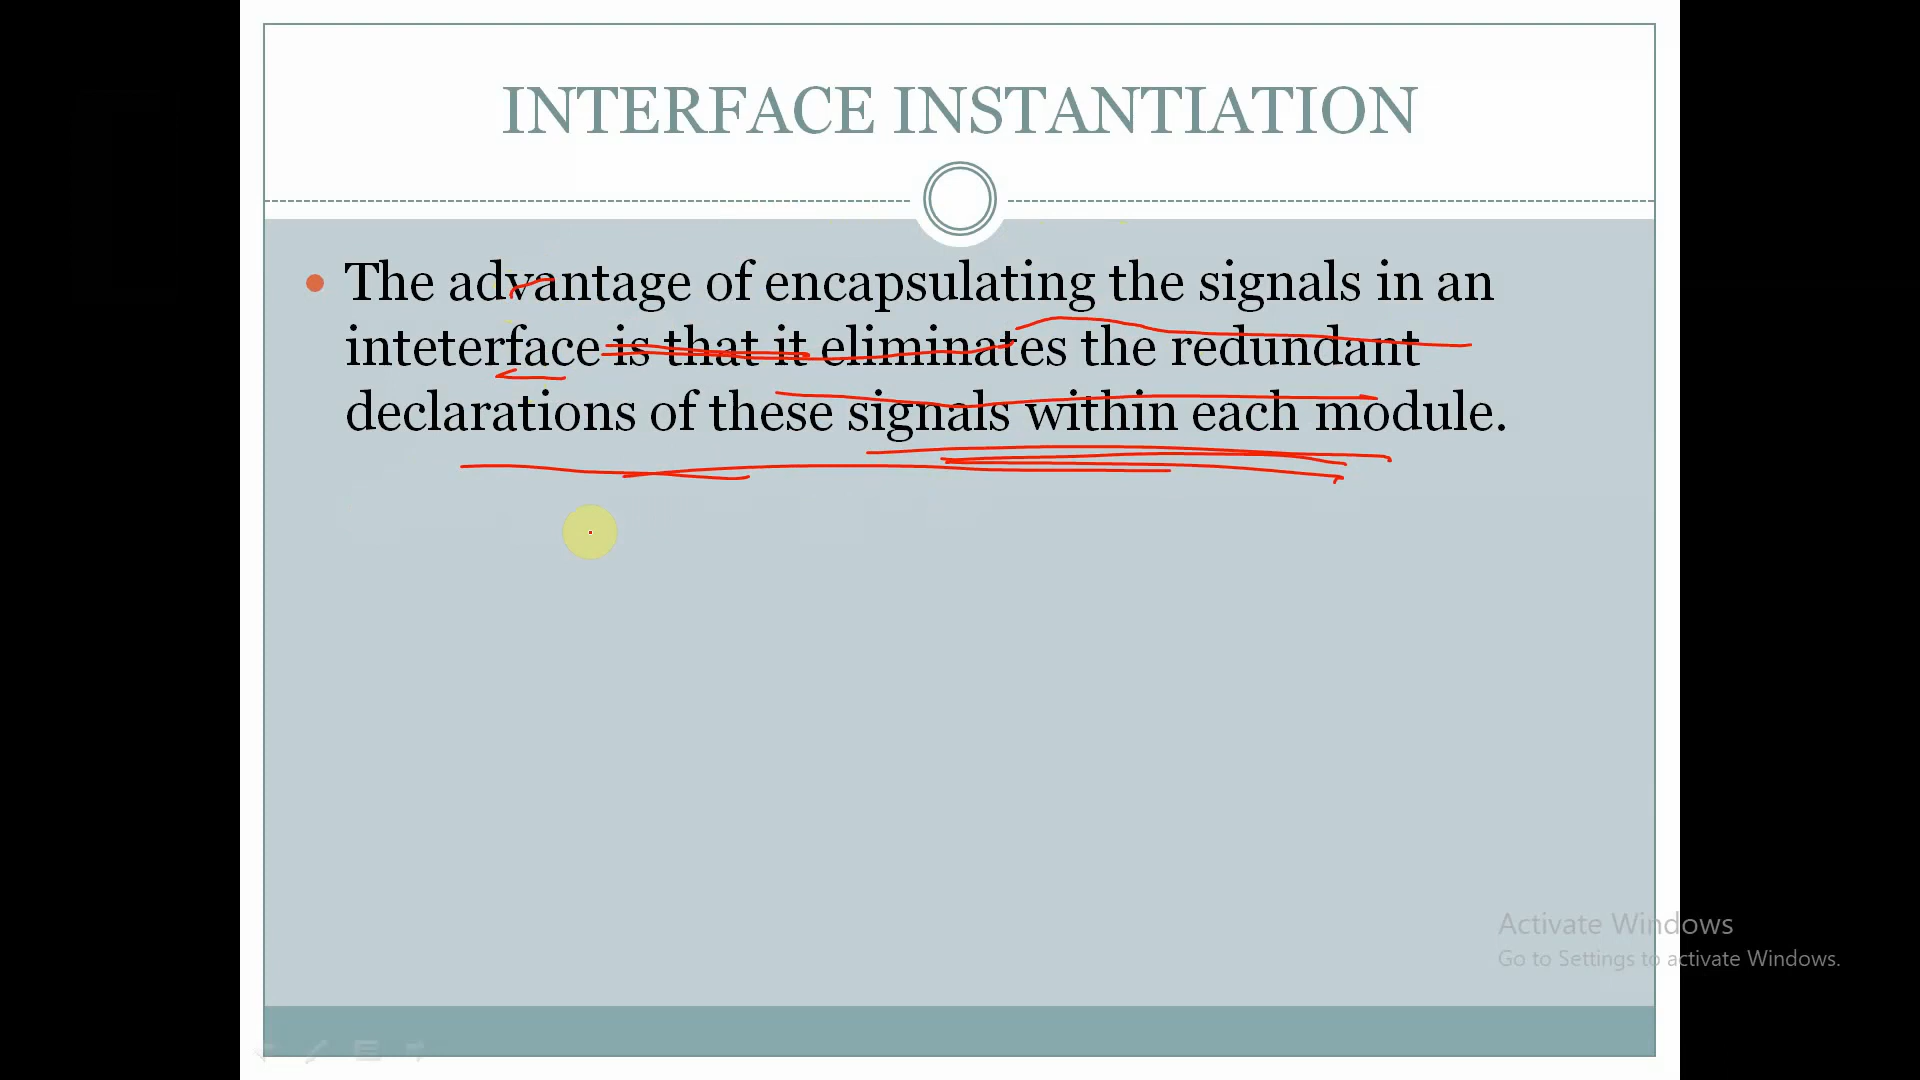 INTERFACE INSTANTIATION
The advantage of encapsulating the signals in an
inteterface is that it eliminates the redundant
declarations of these signals within each module.
Activate Windows
Go to Settings to activate Windows.